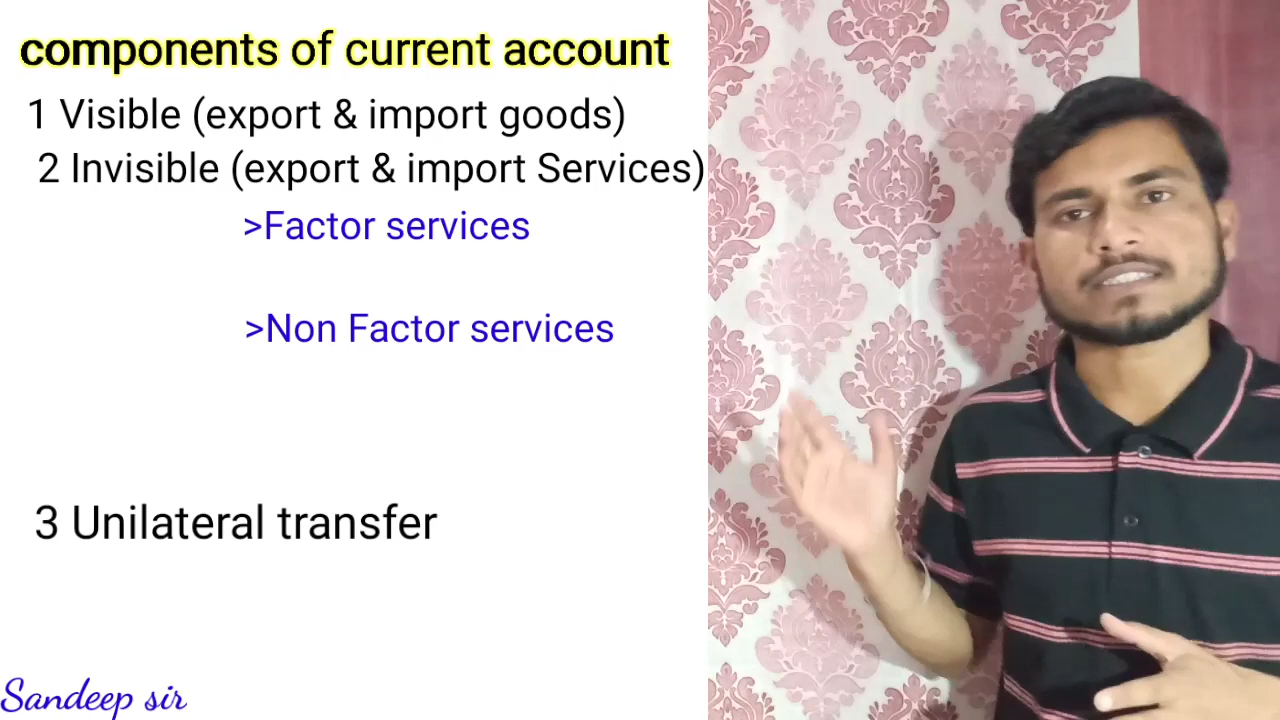 components of current account
1 Visible (export & import goods)
2 Invisible (export & import Services)
>Factor services
>Non Factor services
3 Unilateral transfer
Sandeep sir